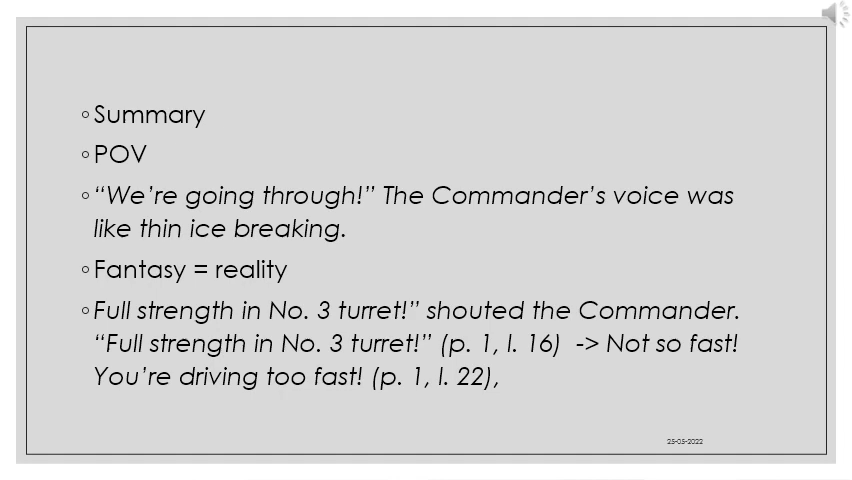 ◦Summary
◦POV
◦“We’re going through!” The Commander’s voice was
like thin ice breaking.
◦Fantasy = reality
◦Full strength in No. 3 turret!” shouted the Commander.
“Full strength in No. 3 turret!” (p. 1, l. 16)  -> Not so fast!
You’re driving too fast! (p. 1, l. 22),
25-05-2022